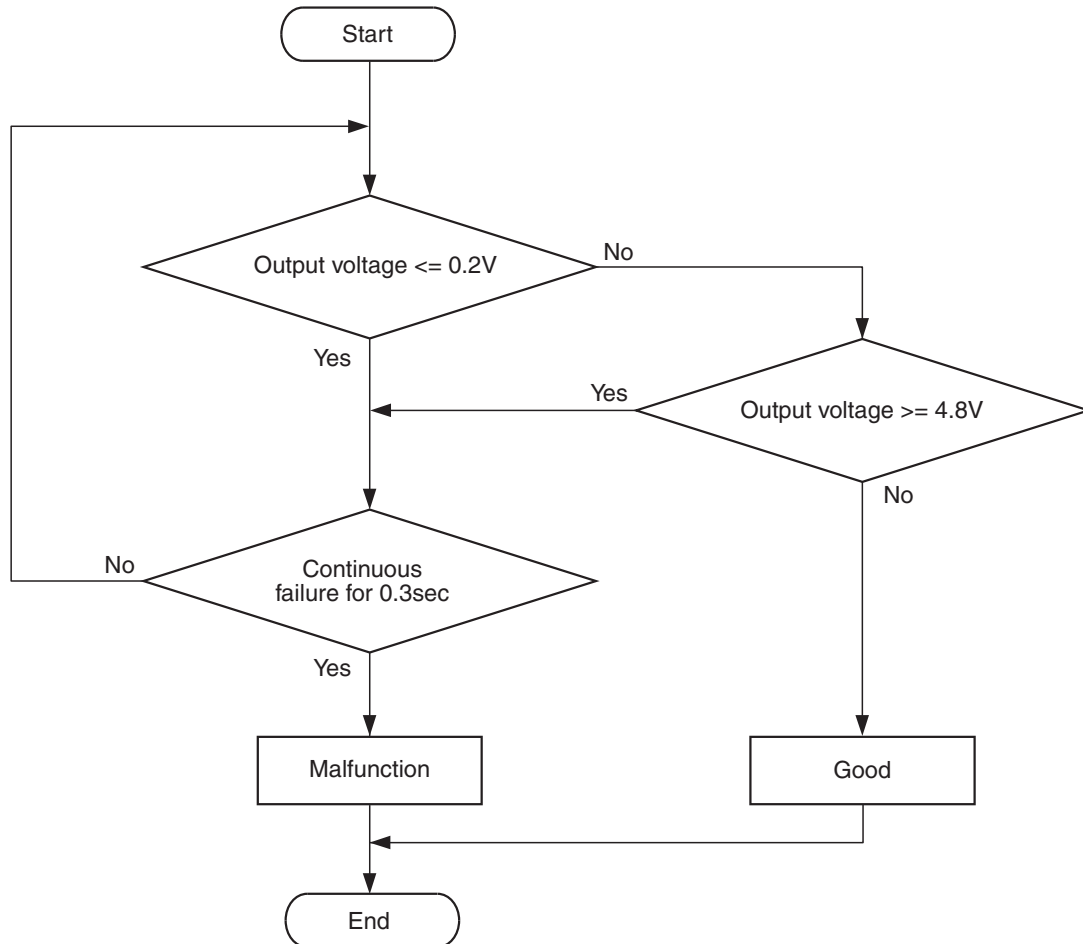 Start
Output voltage <= 0.2V
No
Yes
Yes
Output voltage >= 4.8V
No
No
Continuous
failure for 0.3sec
Yes
Malfunction
Good
End